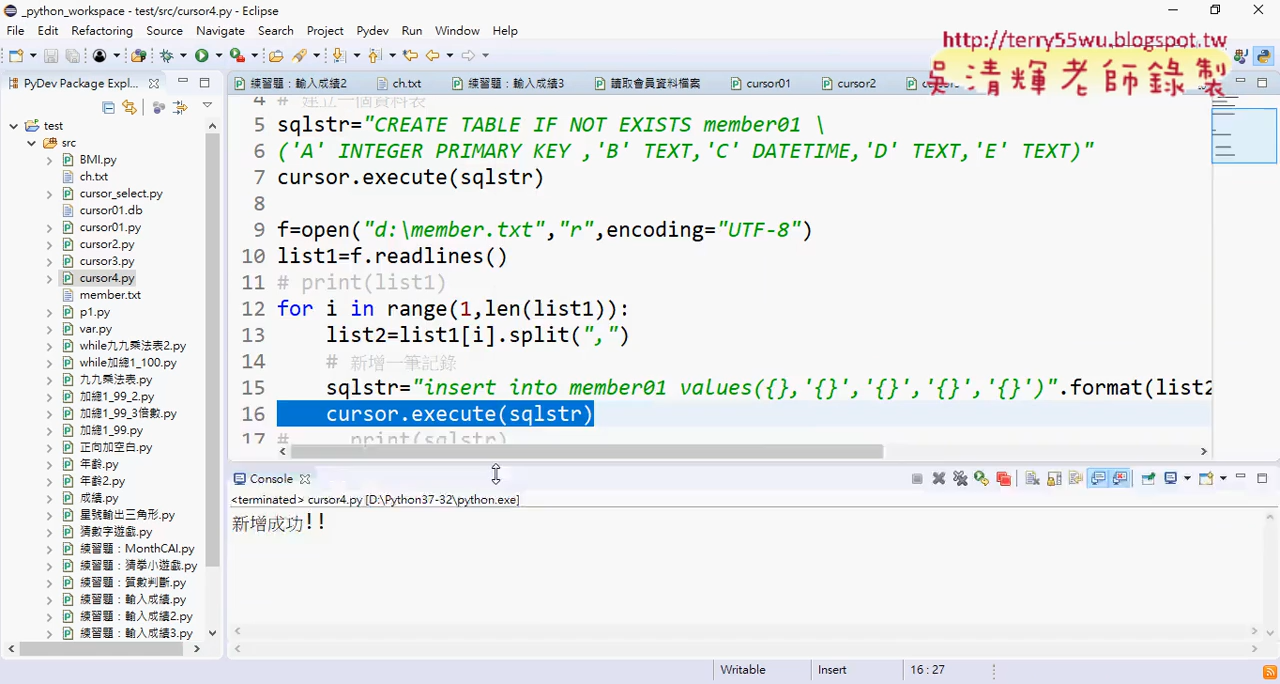 _python_workspace - test/src/cursor4.py - Eclipse
File Edit Refactoring Source Navigate Search Project Pydev Run Window Help
http://terry55wu.blogspot.tw
吳清輝老師錄製
PyDev Package Expl...
練習題：輸入成績2 ch.txt 練習題：輸入成績3 讀取會員資料檔案 cursor01 cursor2
test
src
BMI.py
ch.txt
cursor_select.py
cursor01.db
cursor01.py
cursor2.py
cursor3.py
cursor4.py
member.txt
p1.py
var.py
while九九乘法表2.py
while加總1_100.py
九九乘法表.py
加總1_99_2.py
加總1_99_3倍數.py
加總1_99.py
正向加空白.py
年齡.py
年齡2.py
成績.py
星號輸出三角形.py
猜數字遊戲.py
練習題：MonthCAl.py
練習題：猜拳小遊戲.py
練習題：質數判斷.py
練習題：輸入成績.py
練習題：輸入成績2.py
練習題：輸入成績3.py
4 # 建立一個資料表
5 sqlstr="CREATE TABLE IF NOT EXISTS member01 \
6 ('A' INTEGER PRIMARY KEY ,'B' TEXT,'C' DATETIME,'D' TEXT,'E' TEXT)"
7 cursor.execute(sqlstr)
8
9 f=open("d:\member.txt","r",encoding="UTF-8")
10 list1=f.readlines()
11 # print(list1)
12 for i in range(1,len(list1)):
13 list2=list1[i].split(",")
14 # 新增一筆記錄
15 sqlstr="insert into member01 values({},'{}','{}','{}','{}')".format(list2
16 cursor.execute(sqlstr)
17 # print(sqlstr)
Console
<terminated> cursor4.py [D:\Python37-32\python.exe]
新增成功!!
Writable Insert 16 : 27